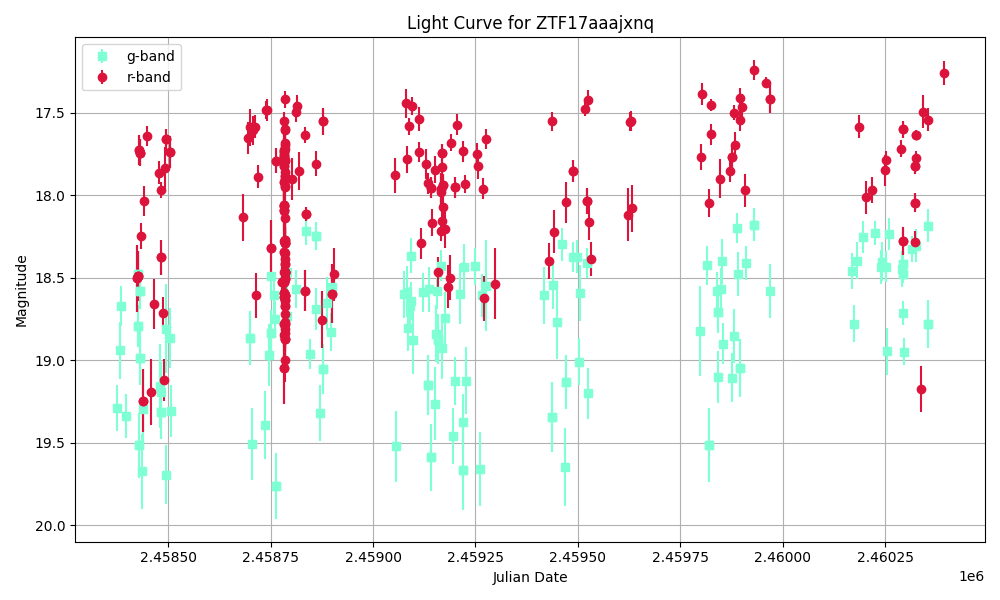 Light Curve for ZTF17aaajxnq
g-band
r-band
Magnitude
17.5
18.0
18.5
19.0
19.5
20.0
2.45850 2.45875 2.45900 2.45925 2.45950 2.45975 2.46000 2.46025
1e6
Julian Date